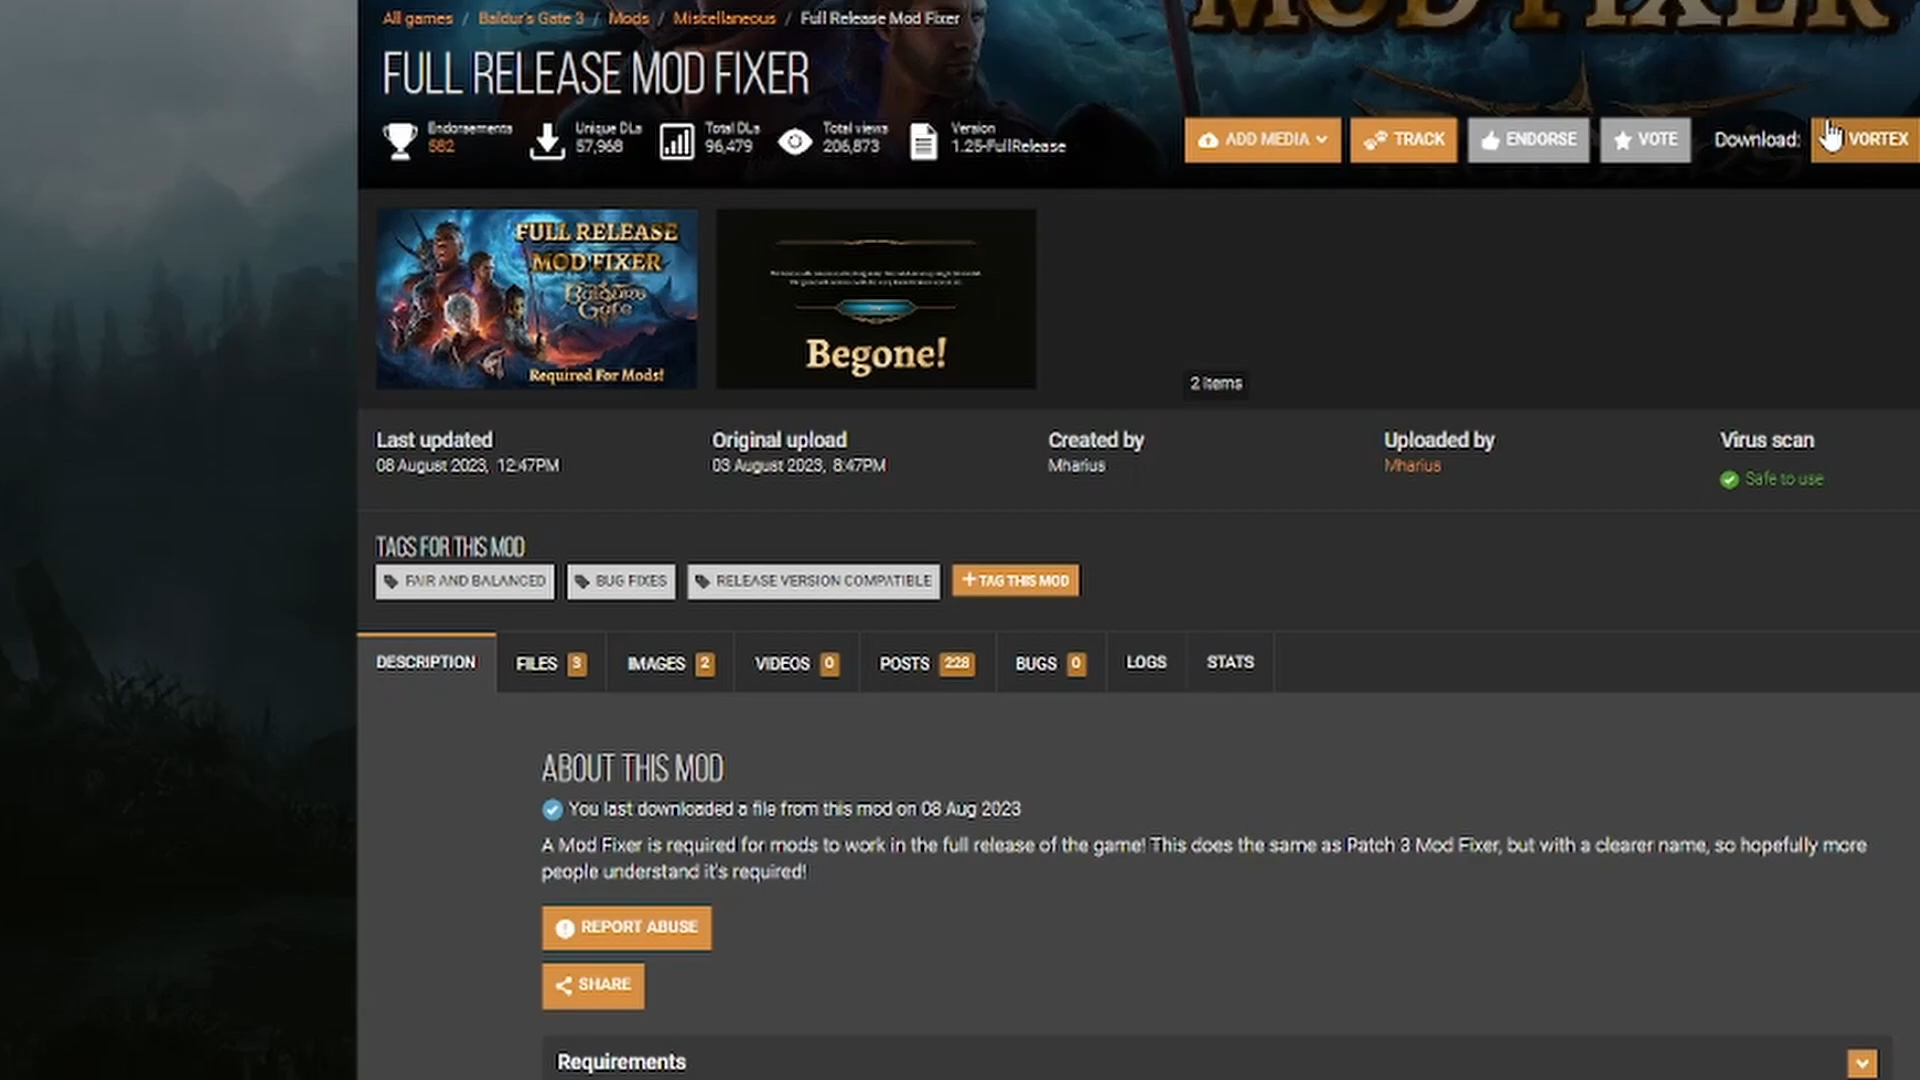 MOD FIXER
All games / Baldur's Gate 3 / Mods / Miscellaneous / Full Release Mod Fixer
FULL RELEASE MOD FIXER
Endorsements
582
Unique DLs
57,968
Total DLs
96,479
Total views
206,873
Version
1.25-FullRelease
ADD MEDIA
TRACK
ENDORSE
VOTE
Download:
VORTEX
FULL RELEASE
MOD FIXER
Baldur's
Gate
Required For Mods!
Begone!
2 items
Last updated
08 August 2023, 12:47PM
Original upload
03 August 2023, 8:47PM
Created by
Mharius
Uploaded by
Mharius
Virus scan
Safe to use
TAGS FOR THIS MOD
FAIR AND BALANCED
BUG FIXES
RELEASE VERSION COMPATIBLE
+ TAG THIS MOD
DESCRIPTION
FILES 3
IMAGES 2
VIDEOS 0
POSTS 228
BUGS 0
LOGS
STATS
ABOUT THIS MOD
You last downloaded a file from this mod on 08 Aug 2023
A Mod Fixer is required for mods to work in the full release of the game! This does the same as Patch 3 Mod Fixer, but with a clearer name, so hopefully more
people understand it's required!
REPORT ABUSE
SHARE
Requirements